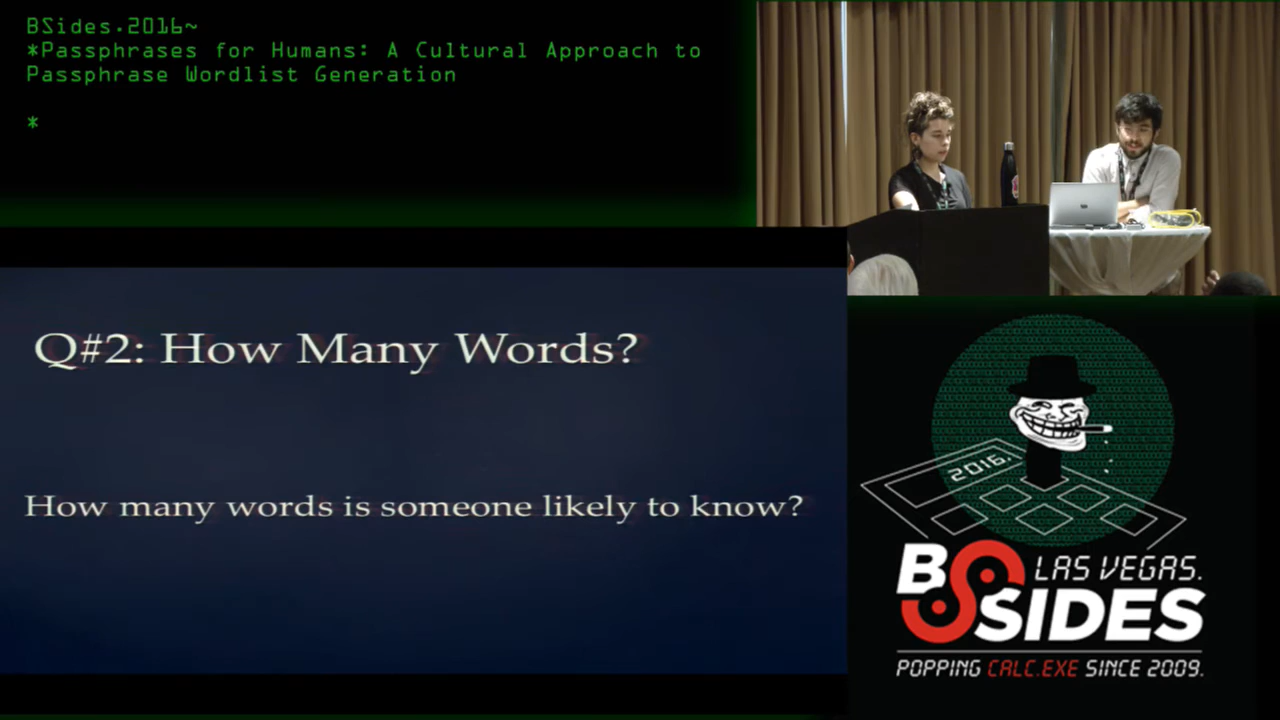 BSides.2016~
*Passphrases for Humans: A Cultural Approach to
Passphrase Wordlist Generation
*
Q#2: How Many Words?
How many words is someone likely to know?
2016.
BSIDES
LAS VEGAS.
POPPING CALC.EXE SINCE 2009.